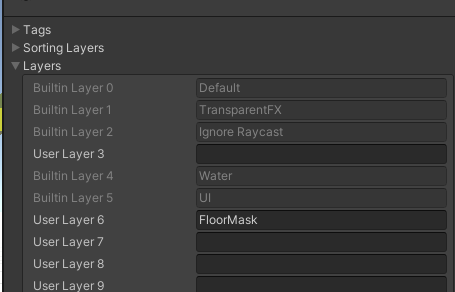 Tags
Sorting Layers
Layers
Builtin Layer 0 Default
Builtin Layer 1 TransparentFX
Builtin Layer 2 Ignore Raycast
User Layer 3
Builtin Layer 4 Water
Builtin Layer 5 UI
User Layer 6 FloorMask
User Layer 7
User Layer 8
User Layer 9